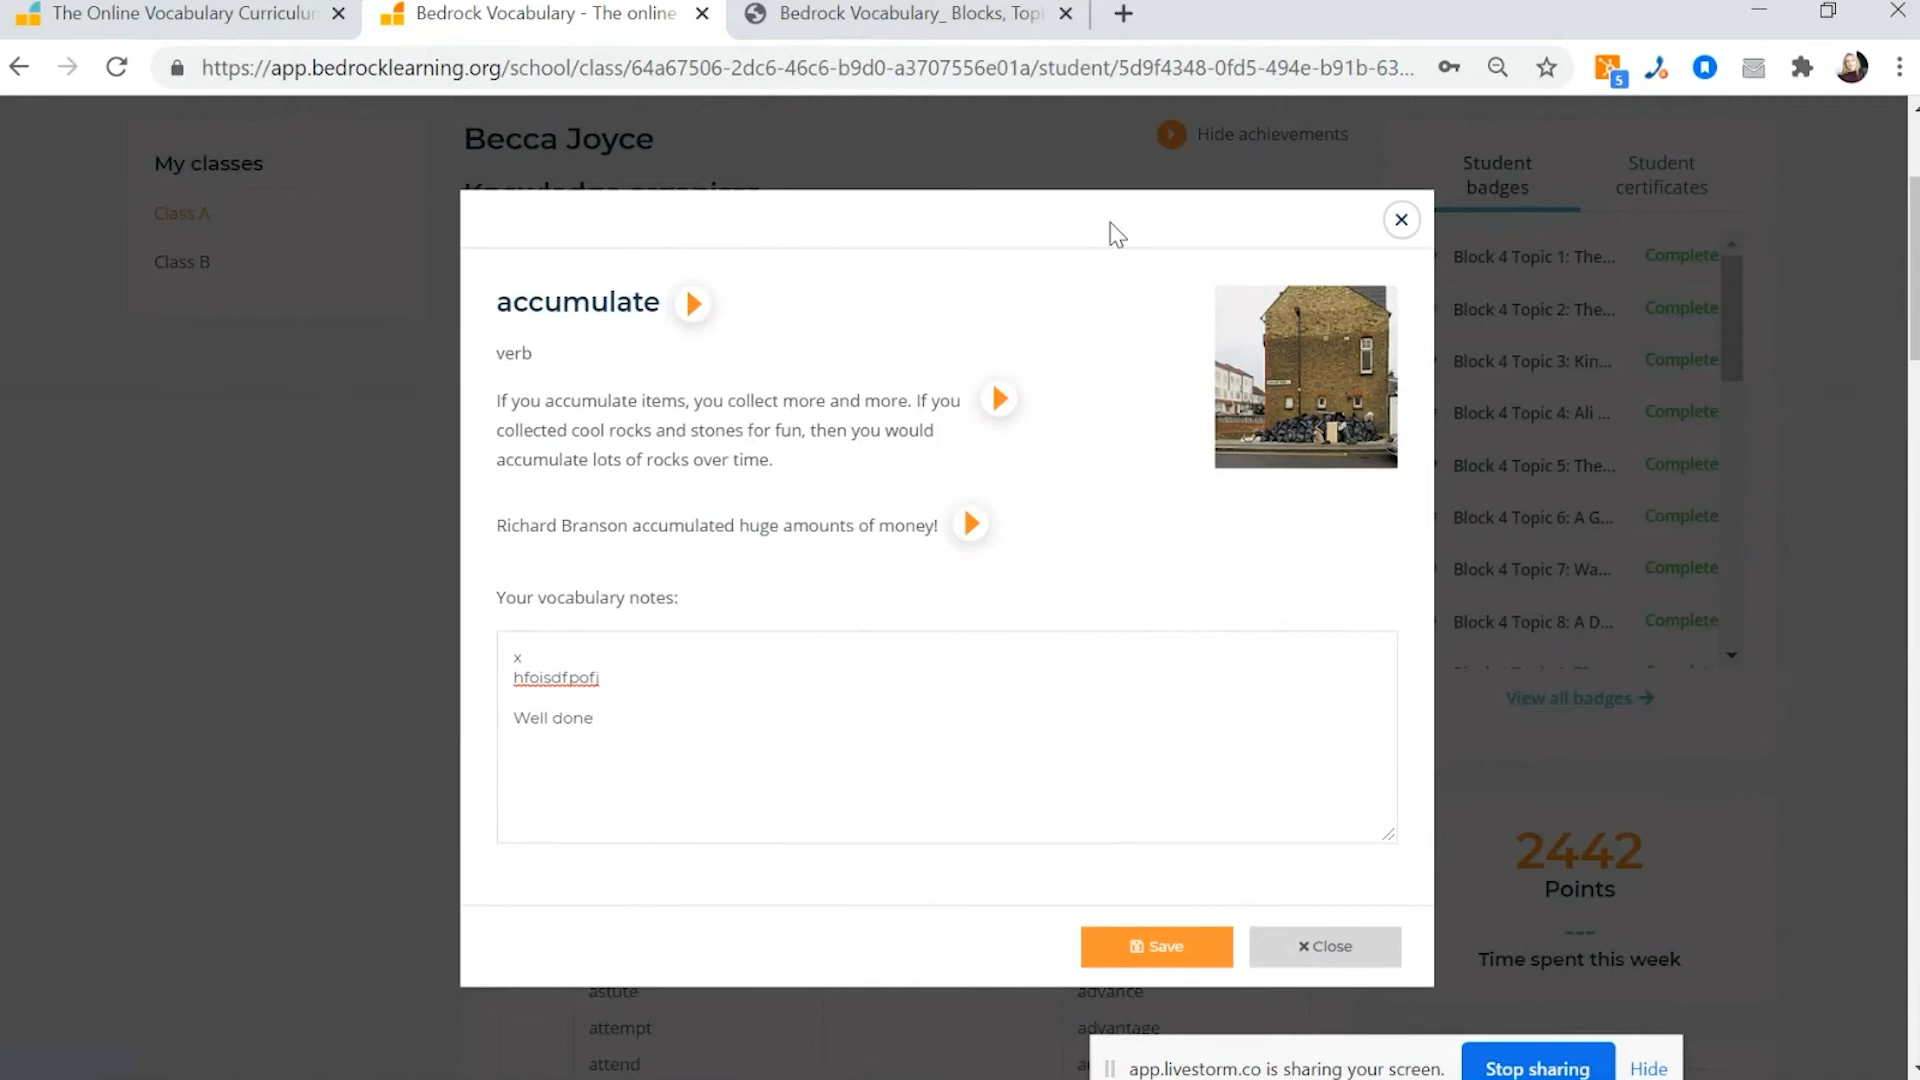 The Online Vocabulary Curriculum
Bedrock Vocabulary - The online
Bedrock Vocabulary_ Blocks, Topi
https://app.bedrocklearning.org/school/class/64a67506-2dc6-46c6-b9d0-a3707556e01a/student/5d9f4348-0fd5-494e-b91b-63...
5
My classes
Class A
Class B
Becca Joyce
Hide achievements
Student badges
Student certificates
accumulate
verb
If you accumulate items, you collect more and more. If you
collected cool rocks and stones for fun, then you would
accumulate lots of rocks over time.
Richard Branson accumulated huge amounts of money!
Your vocabulary notes:
x
hfoisdfpofj
Well done
Save
Close
Block 4 Topic 1: The... Complete
Block 4 Topic 2: The... Complete
Block 4 Topic 3: Kin... Complete
Block 4 Topic 4: Ali ... Complete
Block 4 Topic 5: The... Complete
Block 4 Topic 6: A G... Complete
Block 4 Topic 7: Wa... Complete
Block 4 Topic 8: A D... Complete
View all badges
2442
Points
---
Time spent this week
astute
advance
attempt
advantage
attend
app.livestorm.co is sharing your screen.
Stop sharing
Hide